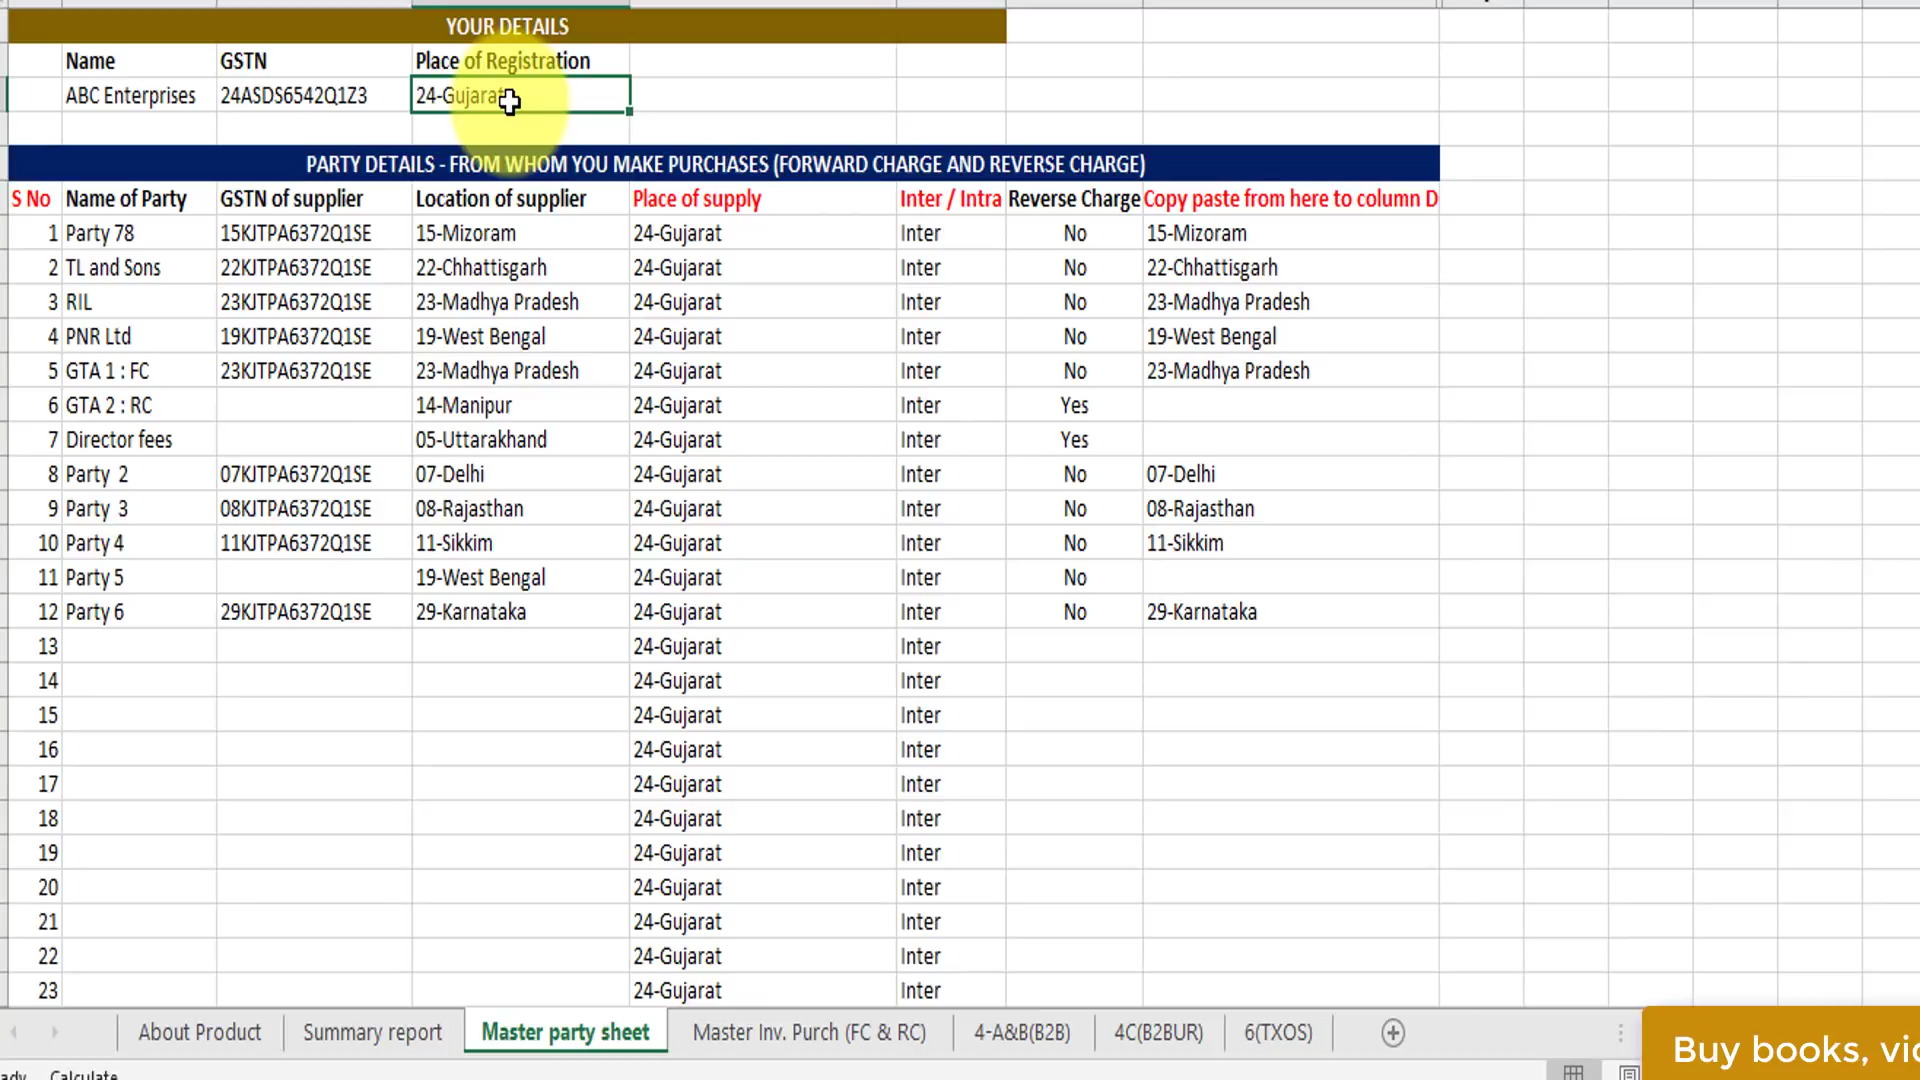 YOUR DETAILS
Name GSTN Place of Registration
ABC Enterprises 24ASDS6542Q1Z3 24-Gujarat
PARTY DETAILS - FROM WHOM YOU MAKE PURCHASES (FORWARD CHARGE AND REVERSE CHARGE)
S No Name of Party GSTN of supplier Location of supplier Place of supply Inter / Intra Reverse Charge Copy paste from here to column D
1 Party 78 15KJTPA6372Q1SE 15-Mizoram 24-Gujarat Inter No 15-Mizoram
2 TL and Sons 22KJTPA6372Q1SE 22-Chhattisgarh 24-Gujarat Inter No 22-Chhattisgarh
3 RIL 23KJTPA6372Q1SE 23-Madhya Pradesh 24-Gujarat Inter No 23-Madhya Pradesh
4 PNR Ltd 19KJTPA6372Q1SE 19-West Bengal 24-Gujarat Inter No 19-West Bengal
5 GTA 1 : FC 23KJTPA6372Q1SE 23-Madhya Pradesh 24-Gujarat Inter No 23-Madhya Pradesh
6 GTA 2 : RC 14-Manipur 24-Gujarat Inter Yes
7 Director fees 05-Uttarakhand 24-Gujarat Inter Yes
8 Party 2 07KJTPA6372Q1SE 07-Delhi 24-Gujarat Inter No 07-Delhi
9 Party 3 08KJTPA6372Q1SE 08-Rajasthan 24-Gujarat Inter No 08-Rajasthan
10 Party 4 11KJTPA6372Q1SE 11-Sikkim 24-Gujarat Inter No 11-Sikkim
11 Party 5 19-West Bengal 24-Gujarat Inter No
12 Party 6 29KJTPA6372Q1SE 29-Karnataka 24-Gujarat Inter No 29-Karnataka
13 24-Gujarat Inter
14 24-Gujarat Inter
15 24-Gujarat Inter
16 24-Gujarat Inter
17 24-Gujarat Inter
18 24-Gujarat Inter
19 24-Gujarat Inter
20 24-Gujarat Inter
21 24-Gujarat Inter
22 24-Gujarat Inter
23 24-Gujarat Inter
About Product Summary report Master party sheet Master Inv. Purch (FC & RC) 4-A&B(B2B) 4C(B2BUR) 6(TXOS)
Buy books, vid
ady Calculate